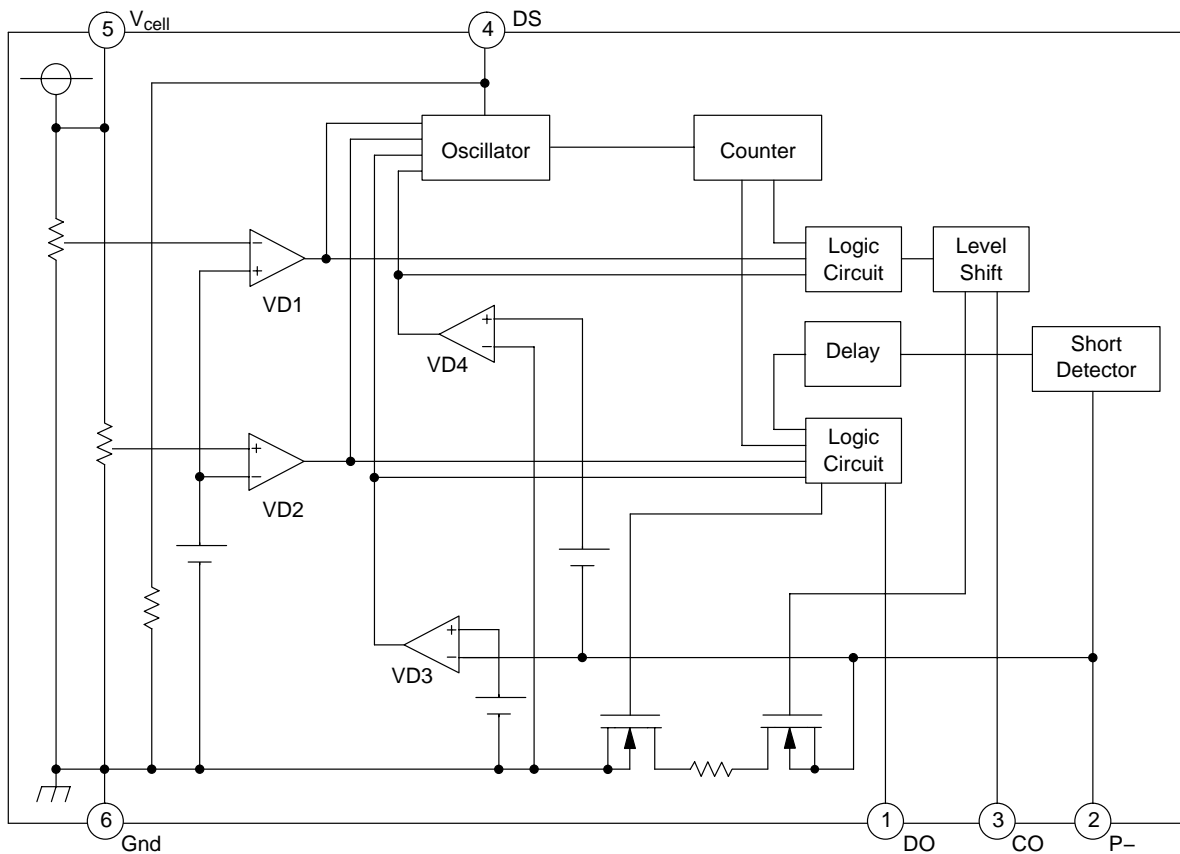 5 Vcell
4 DS
Oscillator
Counter
Logic
Circuit
Level
Shift
−
+
VD1
+
−
VD4
Delay
Short
Detector
Logic
Circuit
+
−
VD2
+
−
VD3
6
Gnd
1
DO
3
CO
2
P−